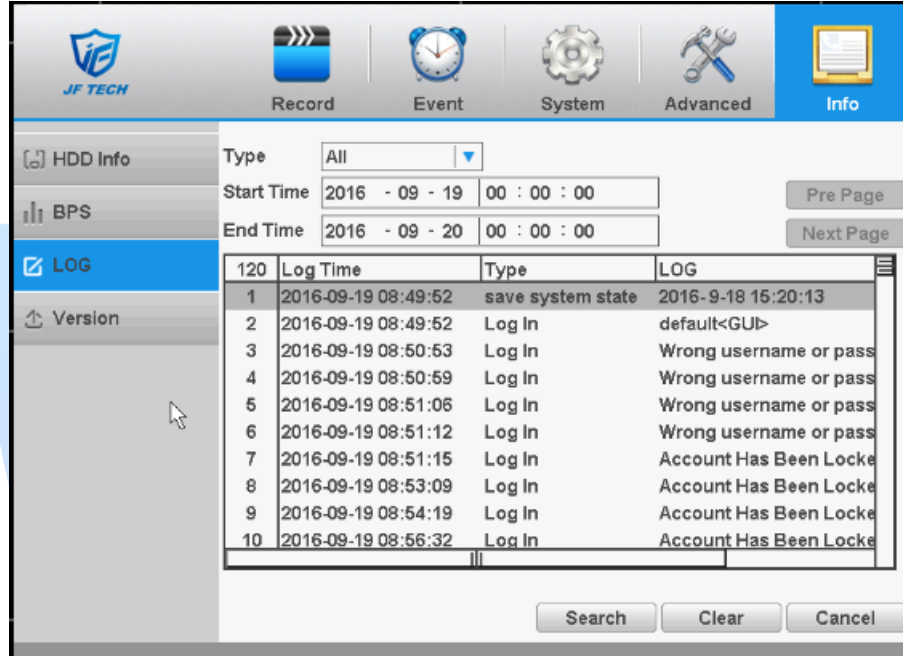 JF TECH
Record Event System Advanced Info
HDD Info
BPS
LOG
Version
Type All
Start Time 2016 - 09 - 19 00 : 00 : 00
Pre Page
End Time 2016 - 09 - 20 00 : 00 : 00
Next Page
120 Log Time Type LOG
1 2016-09-19 08:49:52 save system state 2016-9-18 15:20:13
2 2016-09-19 08:49:52 Log In default<GUI>
3 2016-09-19 08:50:53 Log In Wrong username or pass
4 2016-09-19 08:50:59 Log In Wrong username or pass
5 2016-09-19 08:51:06 Log In Wrong username or pass
6 2016-09-19 08:51:12 Log In Wrong username or pass
7 2016-09-19 08:51:15 Log In Account Has Been Locke
8 2016-09-19 08:53:09 Log In Account Has Been Locke
9 2016-09-19 08:54:19 Log In Account Has Been Locke
10 2016-09-19 08:56:32 Log In Account Has Been Locke
Search Clear Cancel